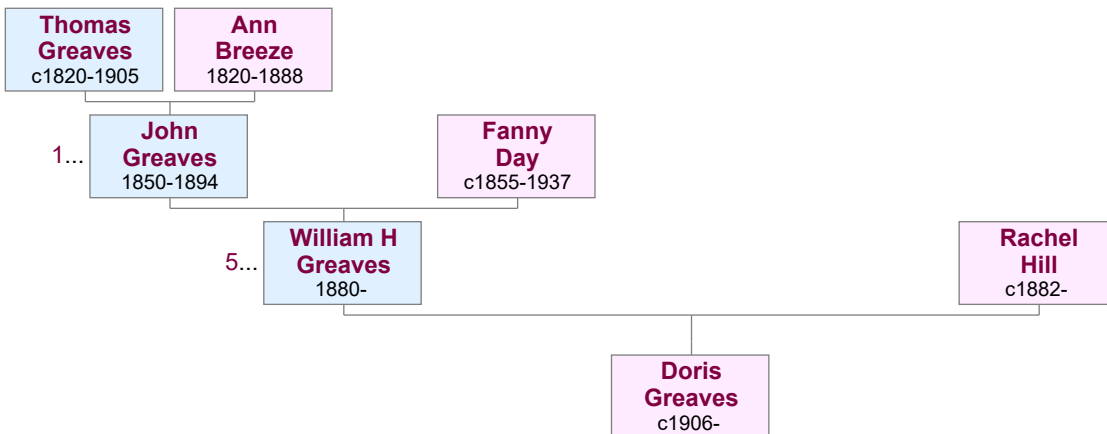 Thomas
Greaves
c1820-1905
Ann
Breeze
1820-1888
1...
John
Greaves
1850-1894
Fanny
Day
c1855-1937
5...
William H
Greaves
1880-
Rachel
Hill
c1882-
Doris
Greaves
c1906-